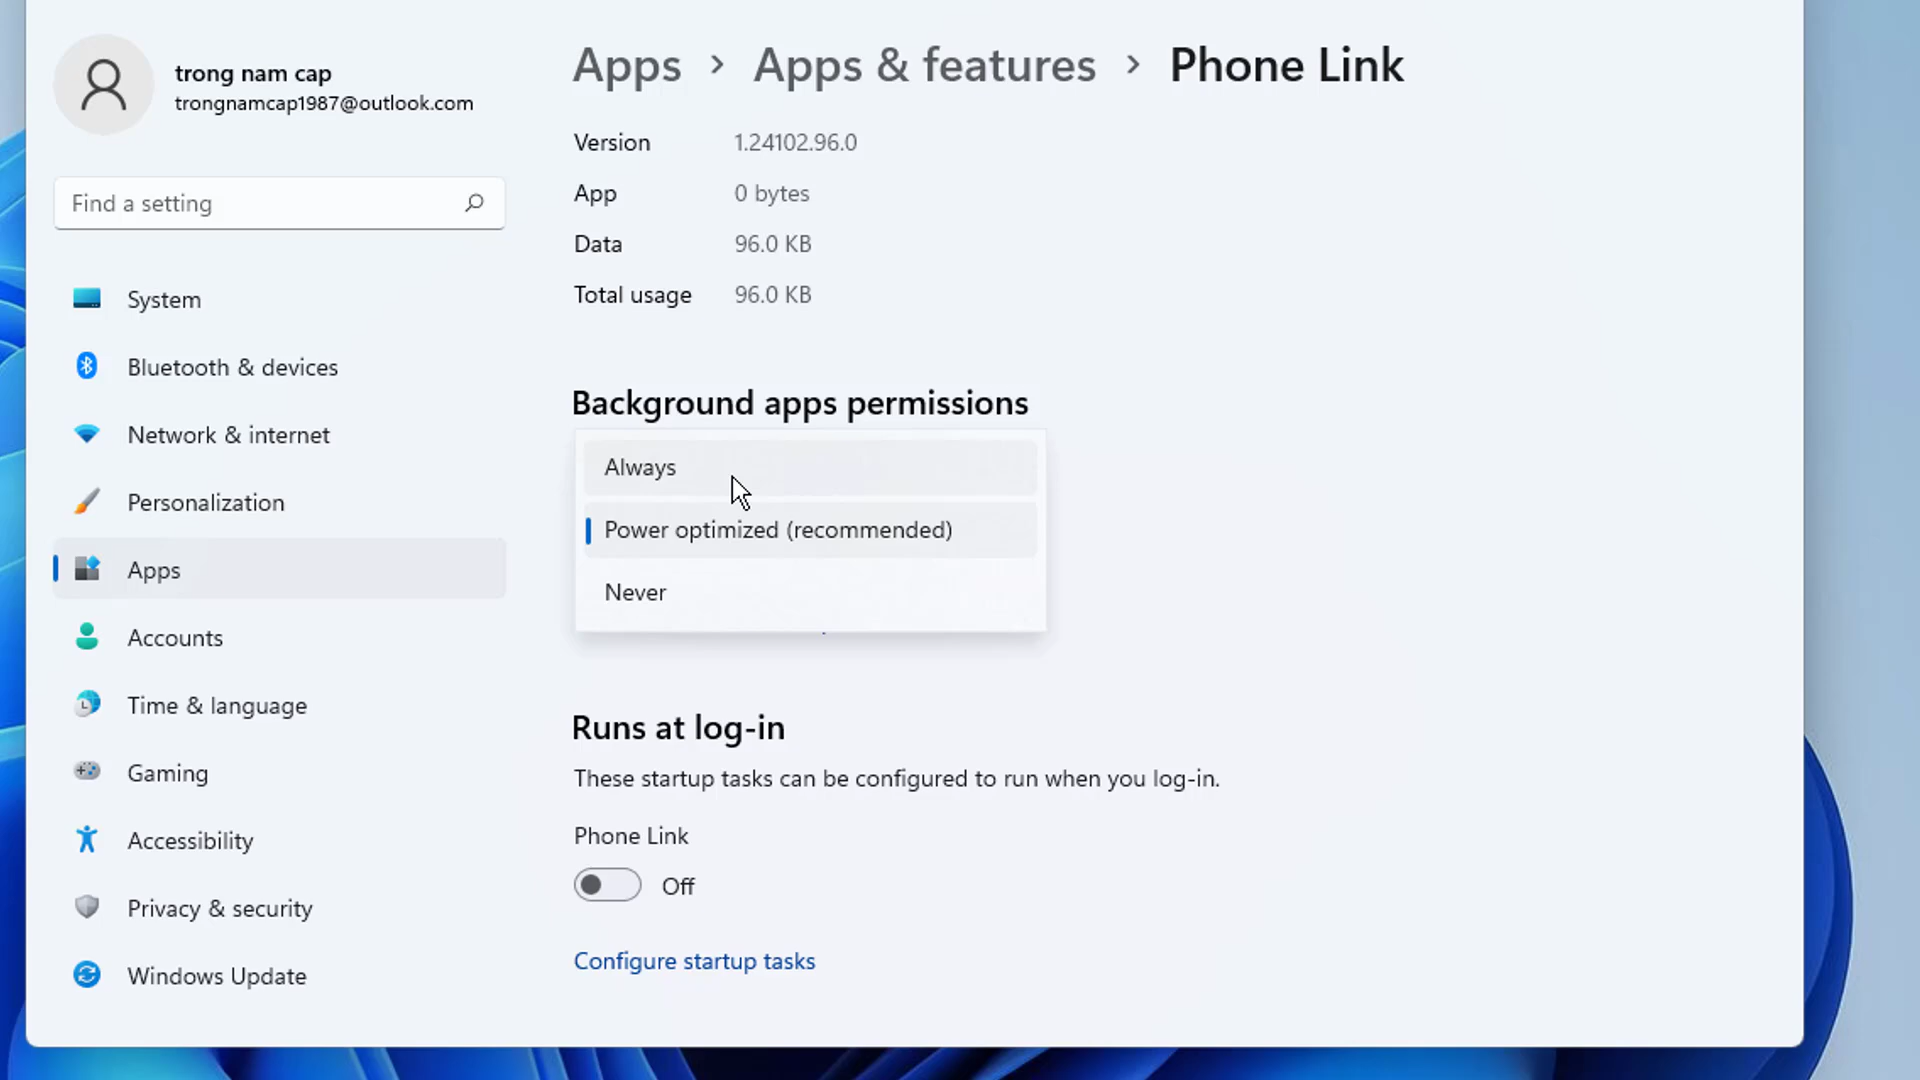 trong nam cap
trongnamcap1987@outlook.com
Find a setting
System
Bluetooth & devices
Network & internet
Personalization
Apps
Accounts
Time & language
Gaming
Accessibility
Privacy & security
Windows Update
Apps > Apps & features > Phone Link
Version 1.24102.96.0
App 0 bytes
Data 96.0 KB
Total usage 96.0 KB
Background apps permissions
Always
Power optimized (recommended)
Never
Runs at log-in
These startup tasks can be configured to run when you log-in.
Phone Link
Off
Configure startup tasks